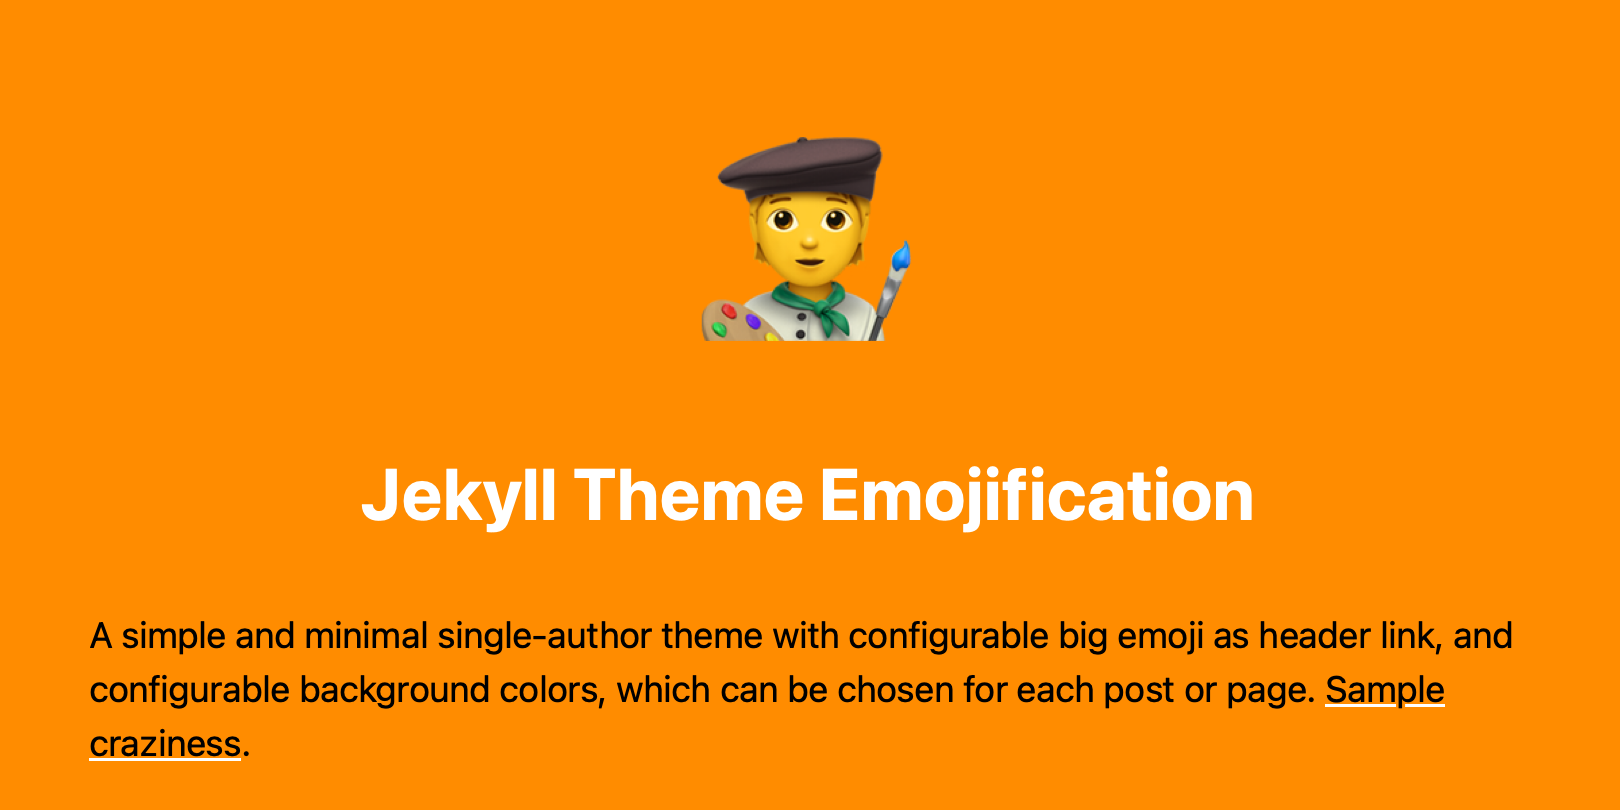 Jekyll Theme Emojification
A simple and minimal single-author theme with configurable big emoji as header link, and
configurable background colors, which can be chosen for each post or page. Sample
craziness.